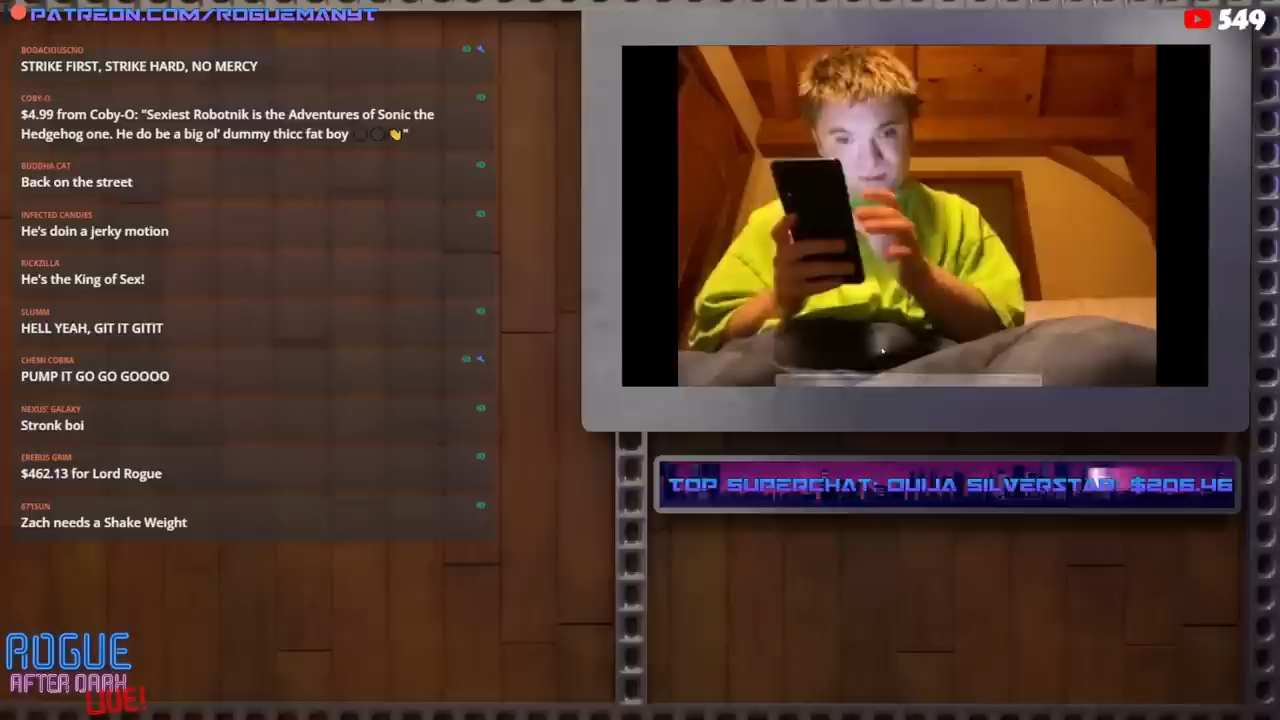 PATREON.COM/ROGUEMANYT
549
BODACIOUSCNO
STRIKE FIRST, STRIKE HARD, NO MERCY
COBY-O
$4.99 from Coby-O: "Sexiest Robotnik is the Adventures of Sonic the
Hedgehog one. He do be a big ol' dummy thicc fat boy 👏"
BUDDHA CAT
Back on the street
INFECTED CANDIES
He's doin a jerky motion
RICKZILLA
He's the King of Sex!
SLUMM
HELL YEAH, GIT IT GITIT
CHEMI COBRA
PUMP IT GO GO GOOOO
NEXUS' GALAXY
Stronk boi
EREBUS GRIM
$462.13 for Lord Rogue
671SUN
Zach needs a Shake Weight
TOP SUPERCHAT: OUIJA SILVERSTAR! $206.46
ROGUE
AFTER DARK
LIVE!